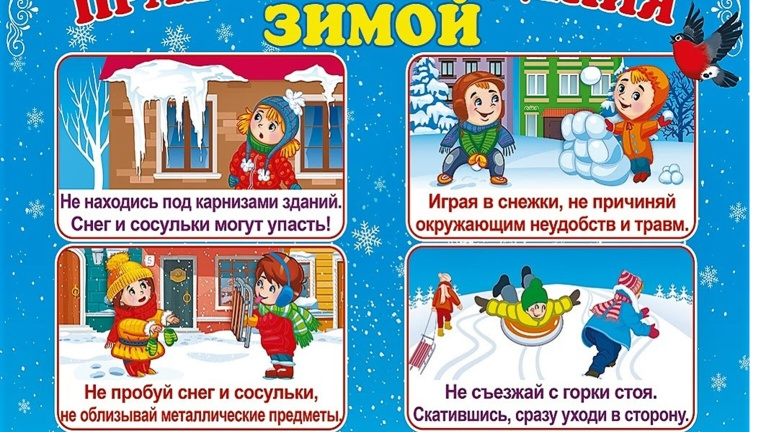 ЗИМОЙ
Не находись под карнизами зданий.
Снег и сосульки могут упасть!
Играя в снежки, не причиняй
окружающим неудобств и травм.
Не пробуй снег и сосульки,
не облизывай металлические предметы.
Не съезжай с горки стоя.
Скатившись, сразу уходи в сторону.